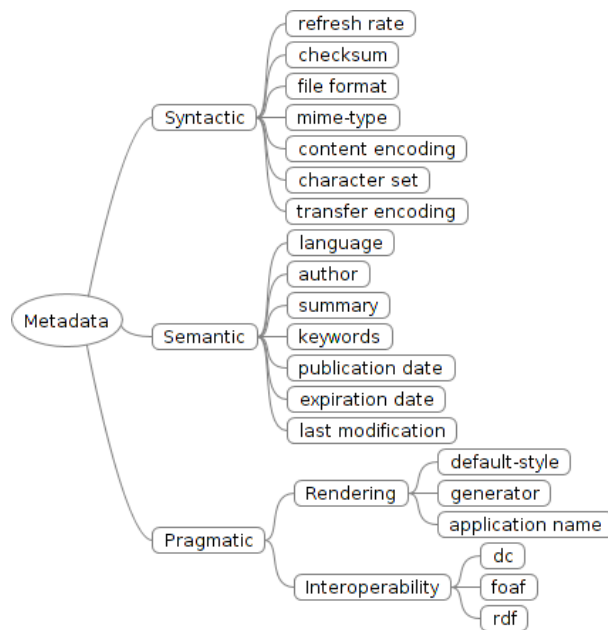 refresh rate
checksum
file format
Syntactic
mime-type
content encoding
character set
transfer encoding
language
author
summary
Metadata
Semantic
keywords
publication date
expiration date
last modification
default-style
Rendering
generator
application name
Pragmatic
dc
Interoperability
foaf
rdf